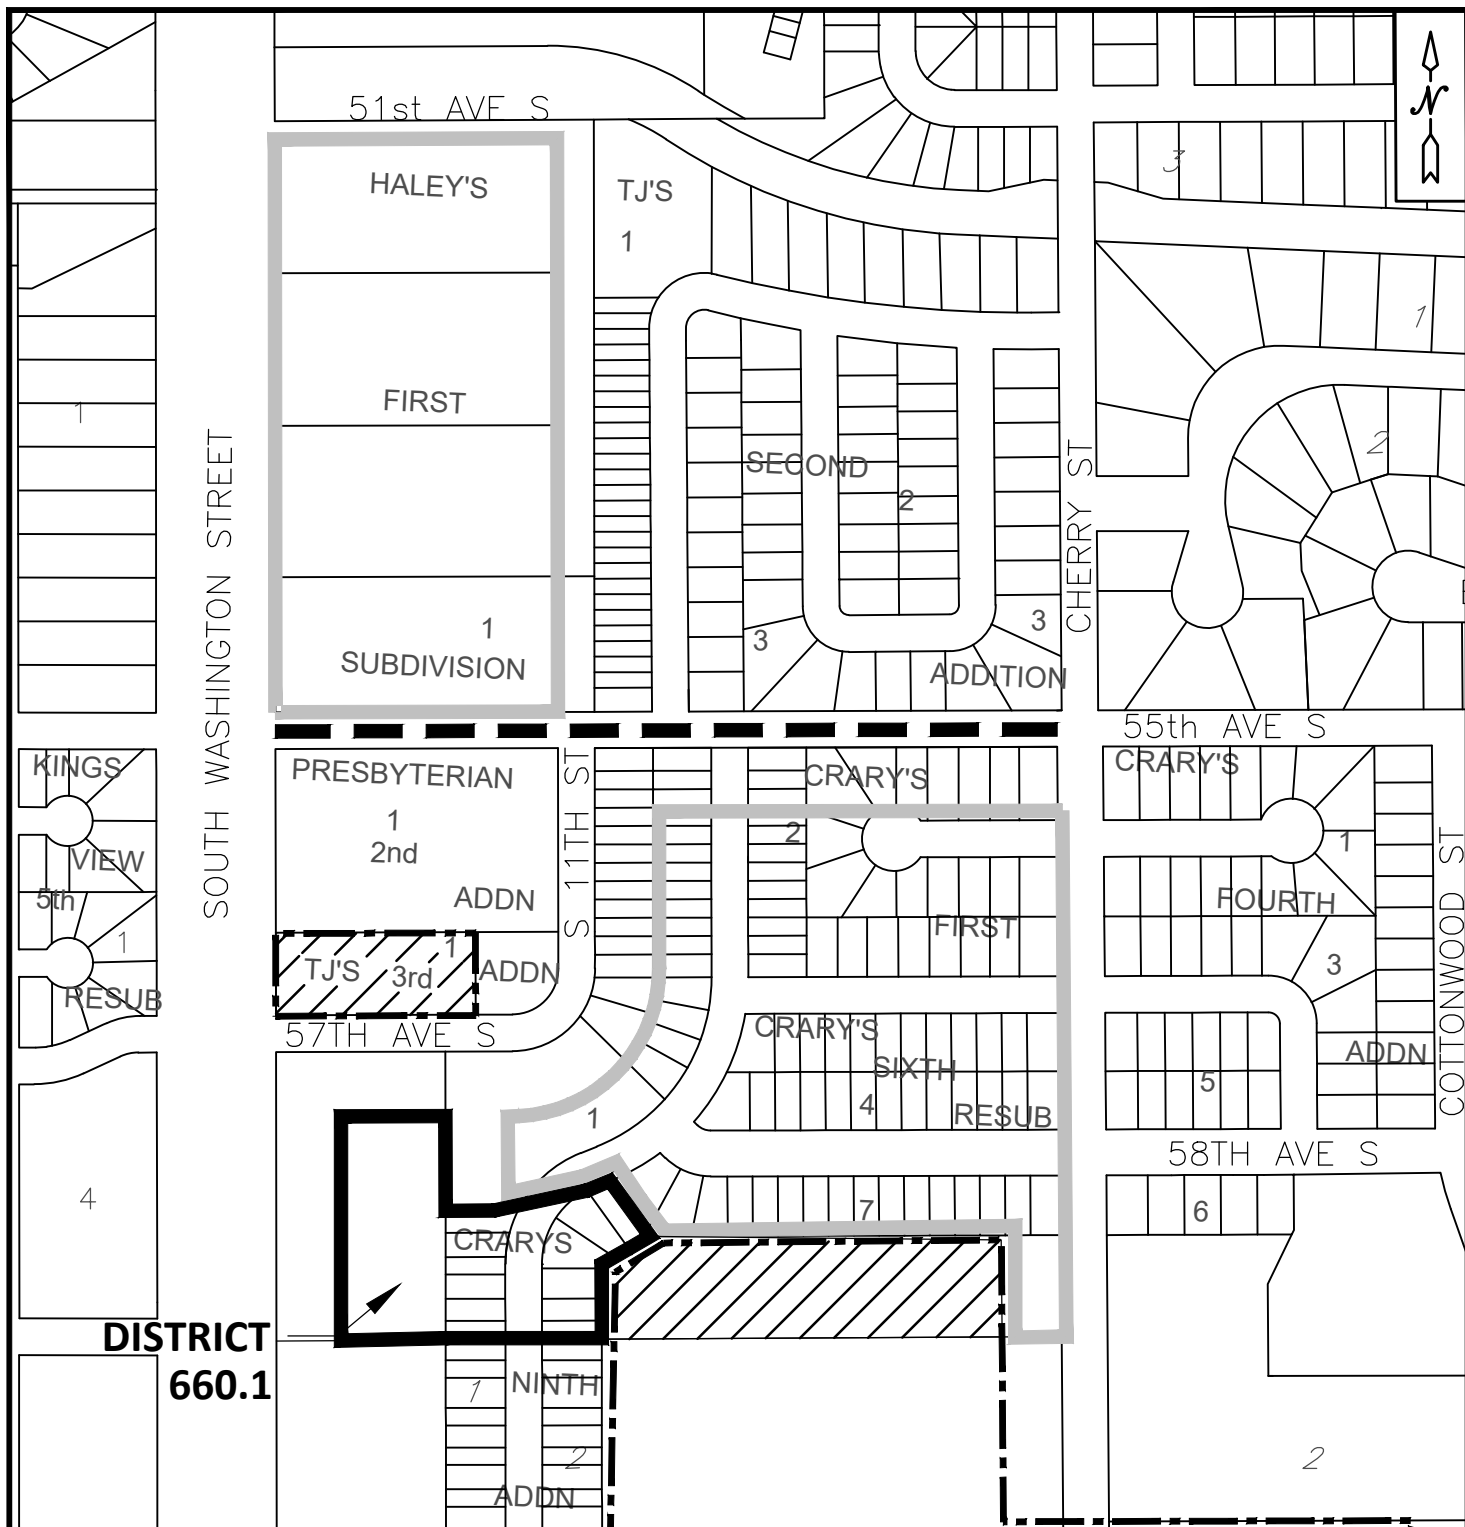 51st AVE S
N
3
HALEY'S
TJ'S
1
1
FIRST
1
2
SECOND
2
SOUTH WASHINGTON STREET
CHERRY ST
1
3
3
SUBDIVISION
ADDITION
55th AVE S
KINGS
PRESBYTERIAN
CRARY'S
CRARY'S
1
2nd
2
1
VIEW
5th
ADDN
S 11TH ST
FIRST
FOURTH
COTTONWOOD ST
1
1
TJ'S 3rd
ADDN
3
RESUB
57TH AVE S
CRARY'S
SIXTH
ADDN
4
5
1
RESUB
58TH AVE S
4
7
6
CRARYS
DISTRICT
660.1
1
NINTH
2
2
ADDN